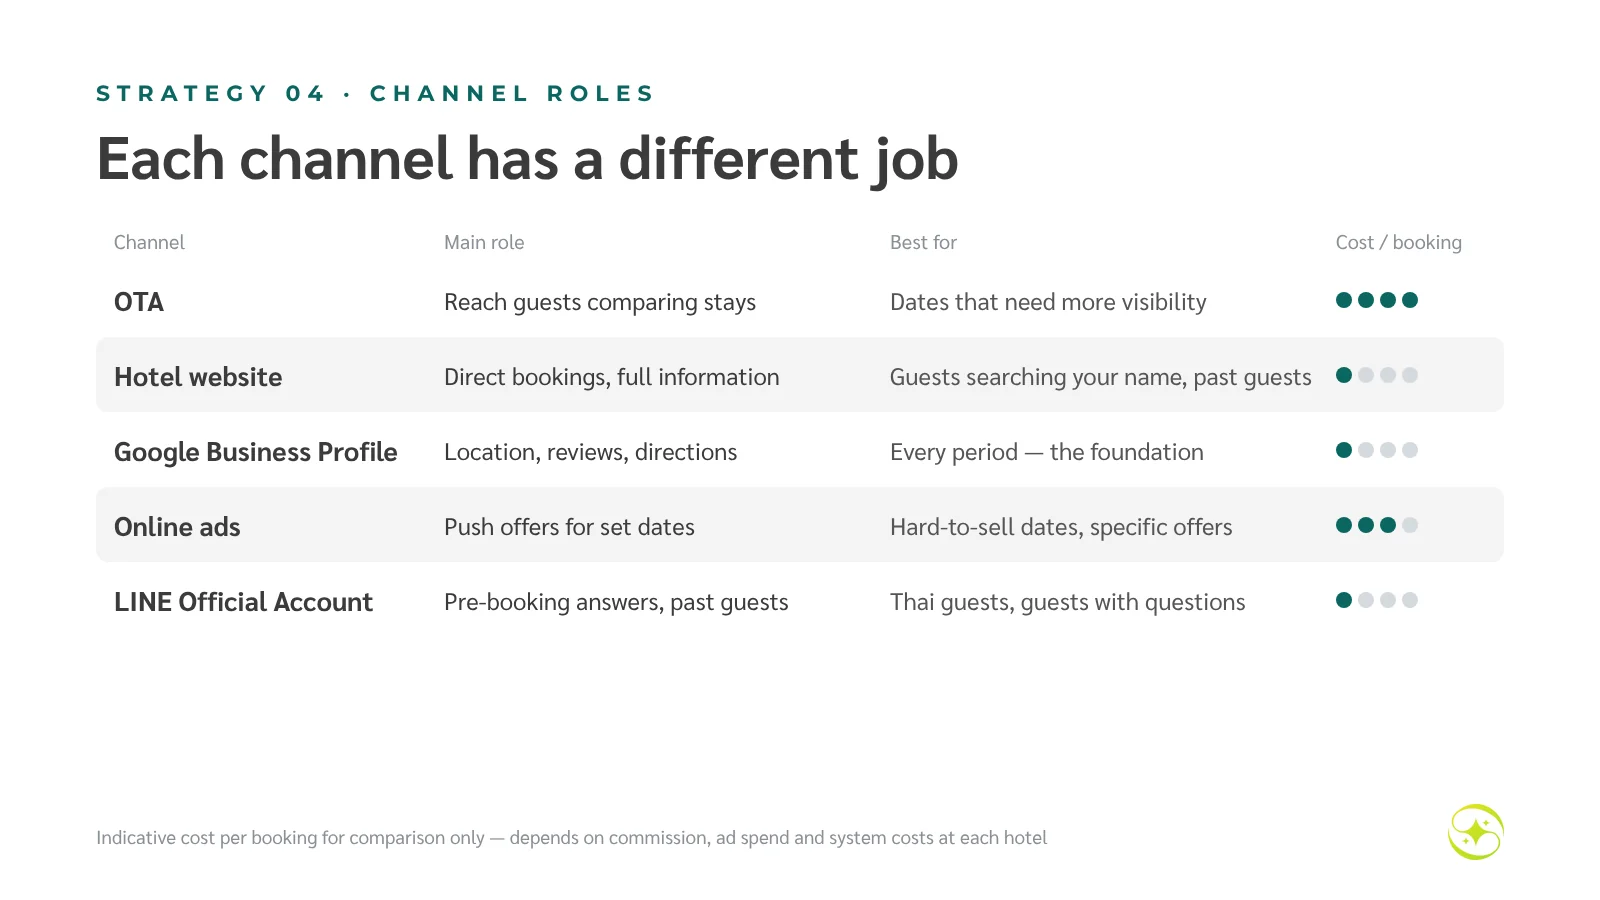 STRATEGY 04 · CHANNEL ROLES
Each channel has a different job
Channel Main role Best for Cost / booking
OTA Reach guests comparing stays Dates that need more visibility
Hotel website Direct bookings, full information Guests searching your name, past guests
Google Business Profile Location, reviews, directions Every period — the foundation
Online ads Push offers for set dates Hard-to-sell dates, specific offers
LINE Official Account Pre-booking answers, past guests Thai guests, guests with questions
Indicative cost per booking for comparison only — depends on commission, ad spend and system costs at each hotel